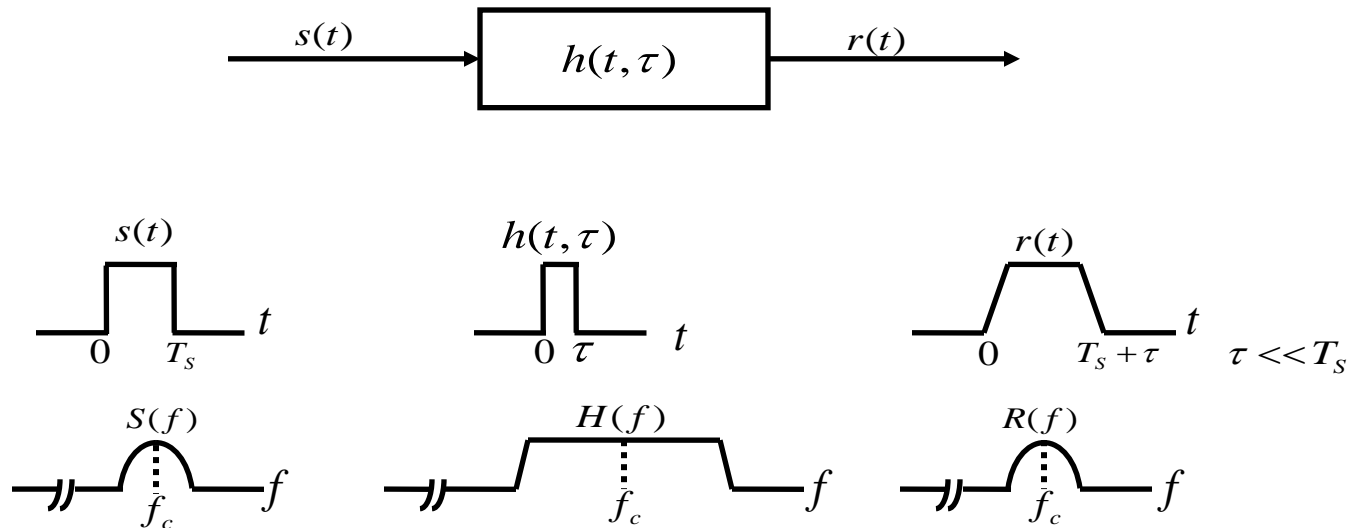 s(t) h(t,τ) r(t)
s(t) h(t,τ) r(t)
t t t
0 T_S 0 τ 0 T_S + τ τ << T_S
S(f) H(f) R(f)
f f f
f_c f_c f_c